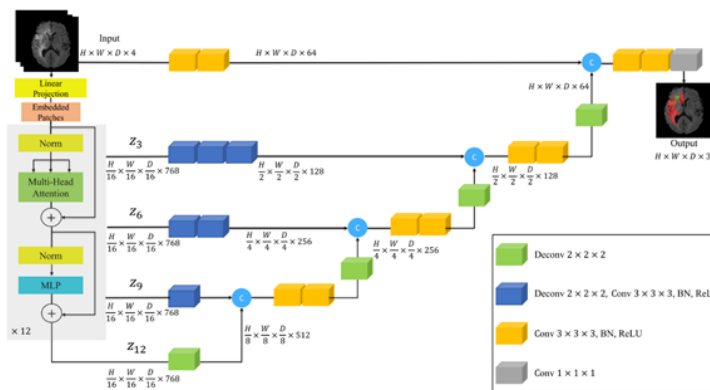 Input
H × W × D × 4
H × W × D × 64
C
H × W × D × 64
Linear
Projection
Embedded
Patches
Output
H × W × D × 3
Norm
Multi-Head
Attention
+
Norm
MLP
+
× 12
Z3
H/16 × W/16 × D/16 × 768
H/2 × W/2 × D/2 × 128
C
H/2 × W/2 × D/2 × 128
Z6
H/16 × W/16 × D/16 × 768
H/4 × W/4 × D/4 × 256
C
H/4 × W/4 × D/4 × 256
Z9
H/16 × W/16 × D/16 × 768
C
H/8 × W/8 × D/8 × 512
Z12
H/16 × W/16 × D/16 × 768
Deconv 2 × 2 × 2
Deconv 2 × 2 × 2, Conv 3 × 3 × 3, BN, ReL
Conv 3 × 3 × 3, BN, ReLU
Conv 1 × 1 × 1